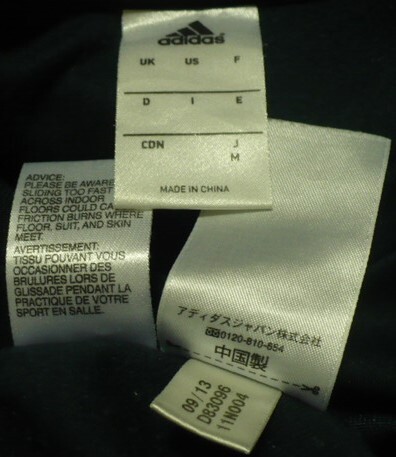 adidas
UK US F
D I E
CDN J
M
MADE IN CHINA
ADVICE:
PLEASE BE AWARE
SLIDING TOO FAST
ACROSS INDOOR
FLOORS COULD CA
FRICTION BURNS WHERE
FLOOR, SUIT, AND SKIN
MEET.
AVERTISSEMENT:
TISSU POUVANT VOUS
OCCASIONNER DES
BRULURES LORS DE
GLISSADE PENDANT LA
PRACTIQUE DE VOTRE
SPORT EN SALLE.
アディダスジャパン株式会社
0120-810-654
中国製
09/13
D83096
11N004